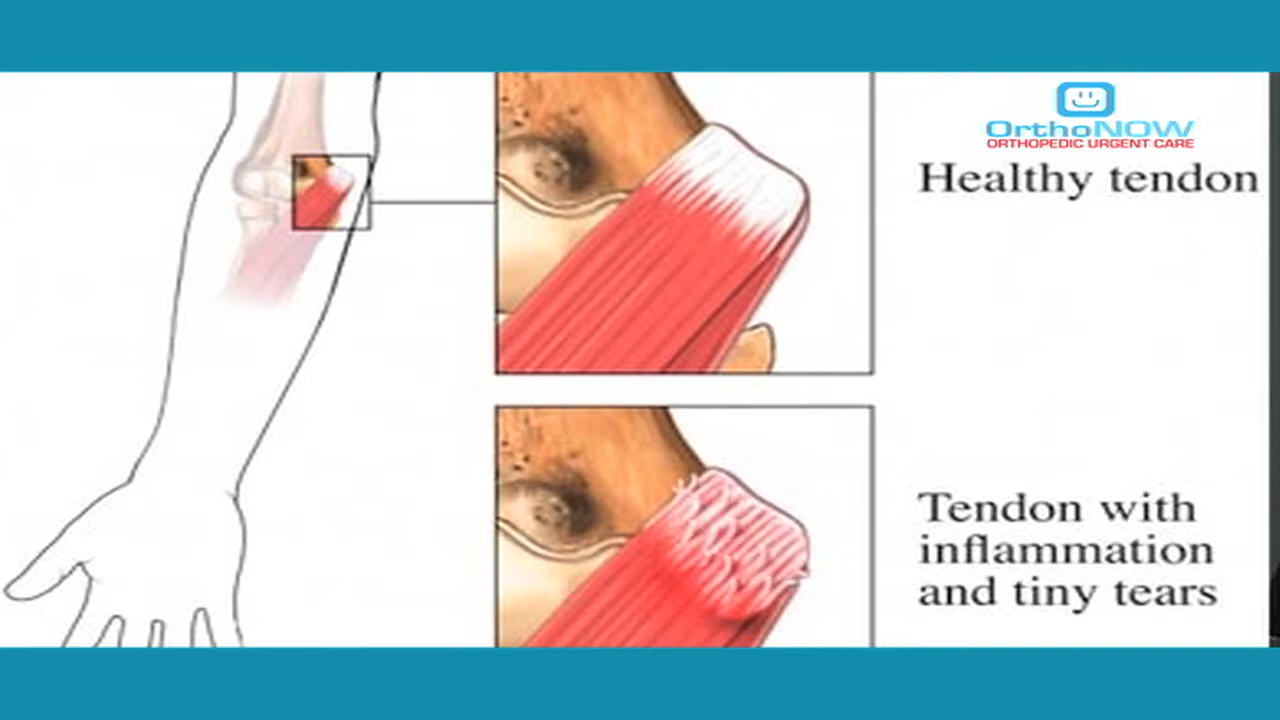 OrthoNOW
ORTHOPEDIC URGENT CARE
Healthy tendon
Tendon with
inflammation
and tiny tears